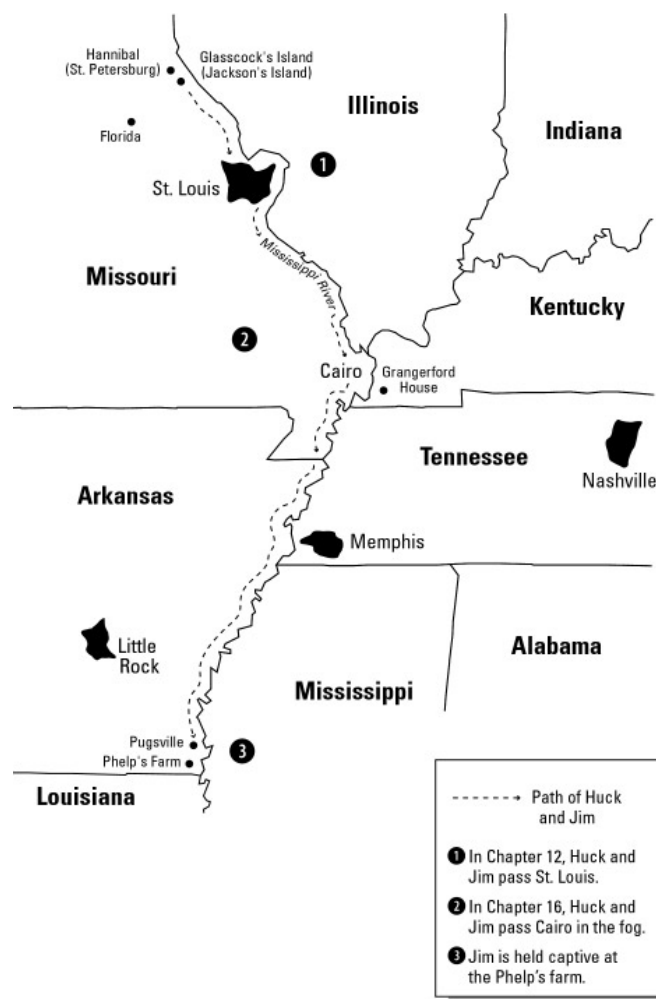 Hannibal
(St. Petersburg)
Glasscock's Island
(Jackson's Island)
Illinois
Indiana
Florida
1
St. Louis
Mississippi River
Missouri
Kentucky
2
Cairo
Grangerford
House
Tennessee
Nashville
Arkansas
Memphis
Alabama
Little
Rock
Mississippi
Pugsville
3
Phelp's Farm
Louisiana
Path of Huck
and Jim
1 In Chapter 12, Huck and
Jim pass St. Louis.
2 In Chapter 16, Huck and
Jim pass Cairo in the fog.
3 Jim is held captive at
the Phelp's farm.